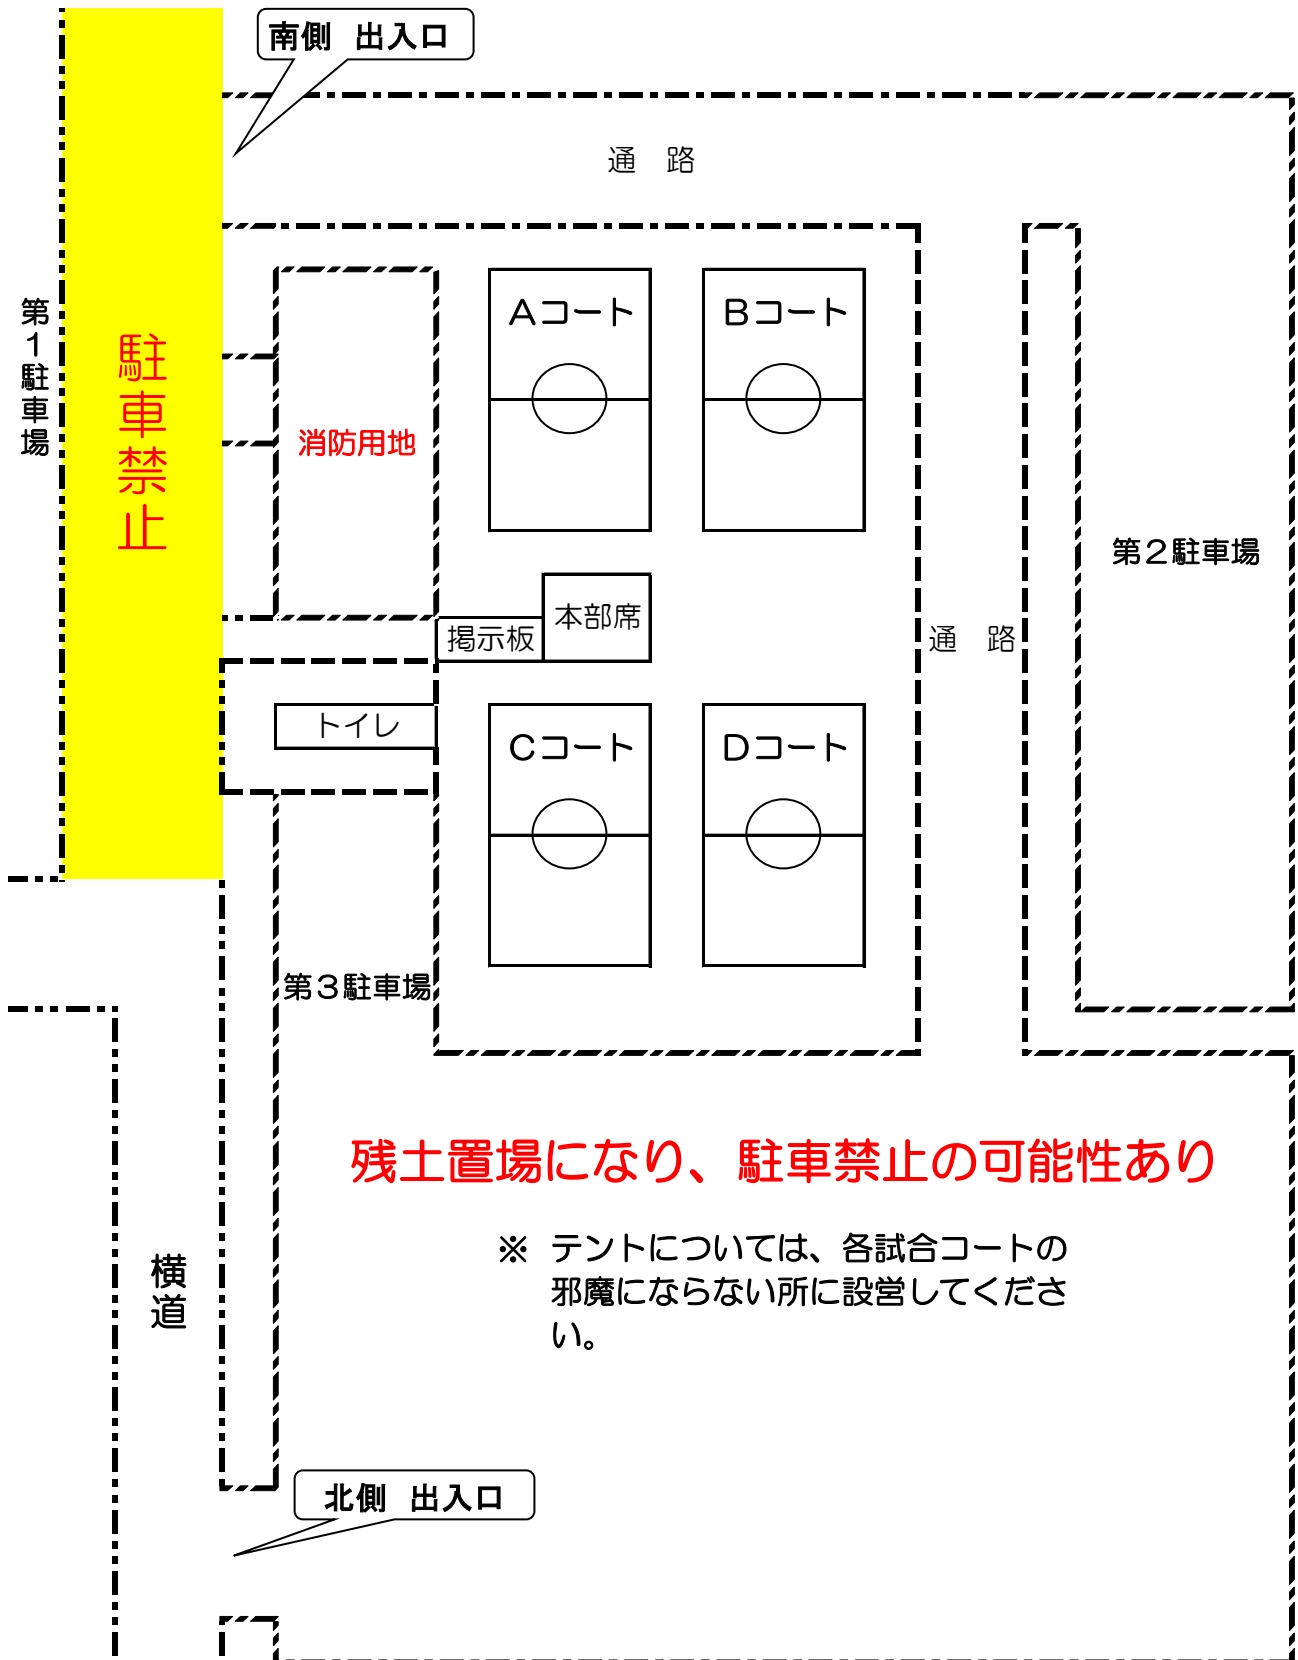 南側　出入口
通　路
第１駐車場
駐車禁止
Ａコート
Ｂコート
消防用地
第２駐車場
本部席
掲示板
通　路
トイレ
Ｃコート
Ｄコート
第３駐車場
残土置場になり、駐車禁止の可能性あり
※　テントについては、各試合コートの
邪魔にならない所に設営してくださ
い。
横道
北側　出入口